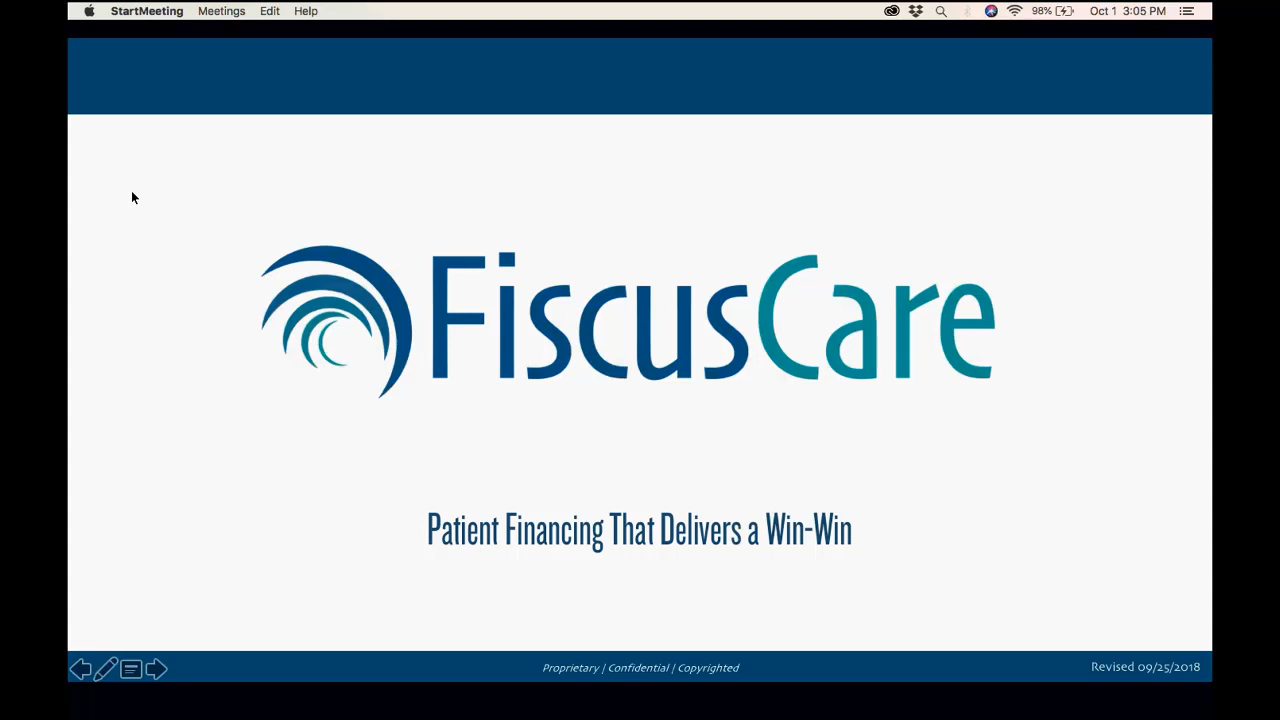 StartMeeting Meetings Edit Help 98% Oct 1 3:05 PM
FiscusCare
Patient Financing That Delivers a Win-Win
Proprietary | Confidential | Copyrighted
Revised 09/25/2018